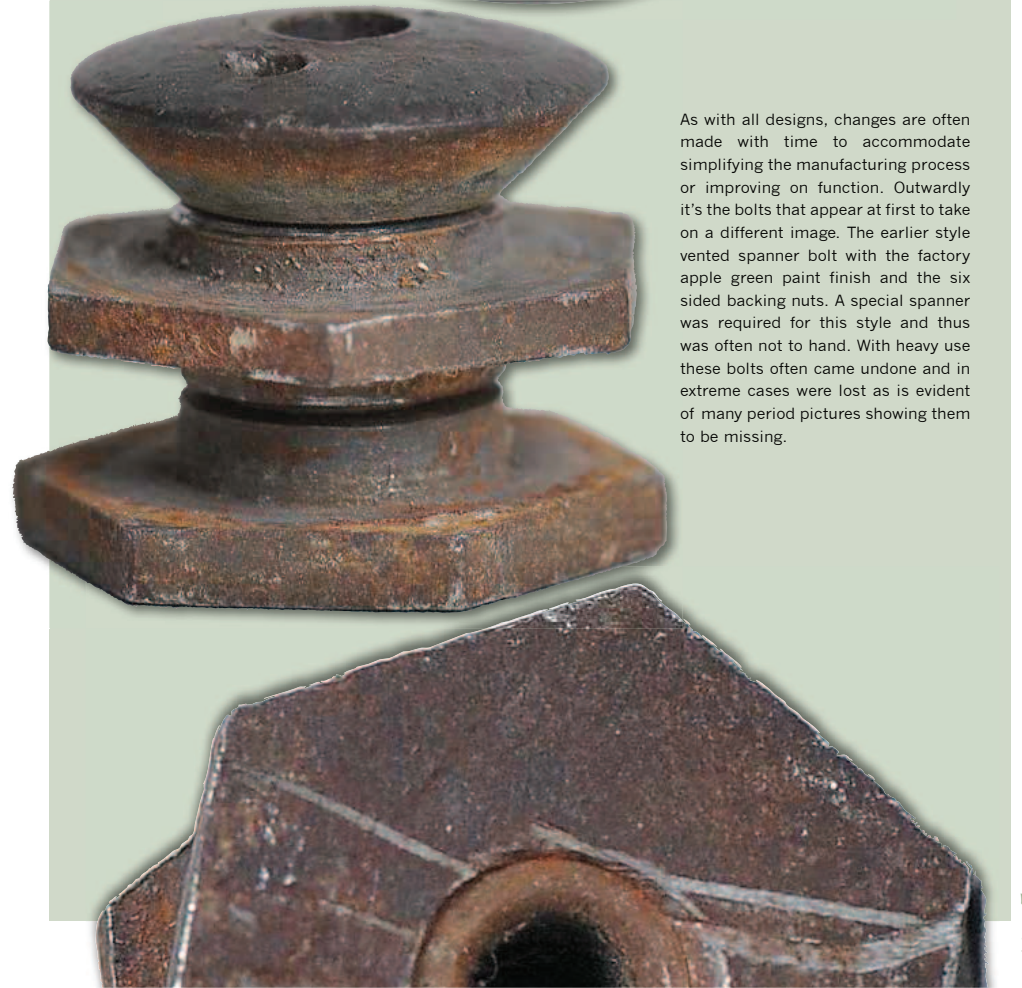 As with all designs, changes are often
made with time to accommodate
simplifying the manufacturing process
or improving on function. Outwardly
it's the bolts that appear at first to take
on a different image. The earlier style
vented spanner bolt with the factory
apple green paint finish and the six
sided backing nuts. A special spanner
was required for this style and thus
was often not to hand. With heavy use
these bolts often came undone and in
extreme cases were lost as is evident
of many period pictures showing them
to be missing.